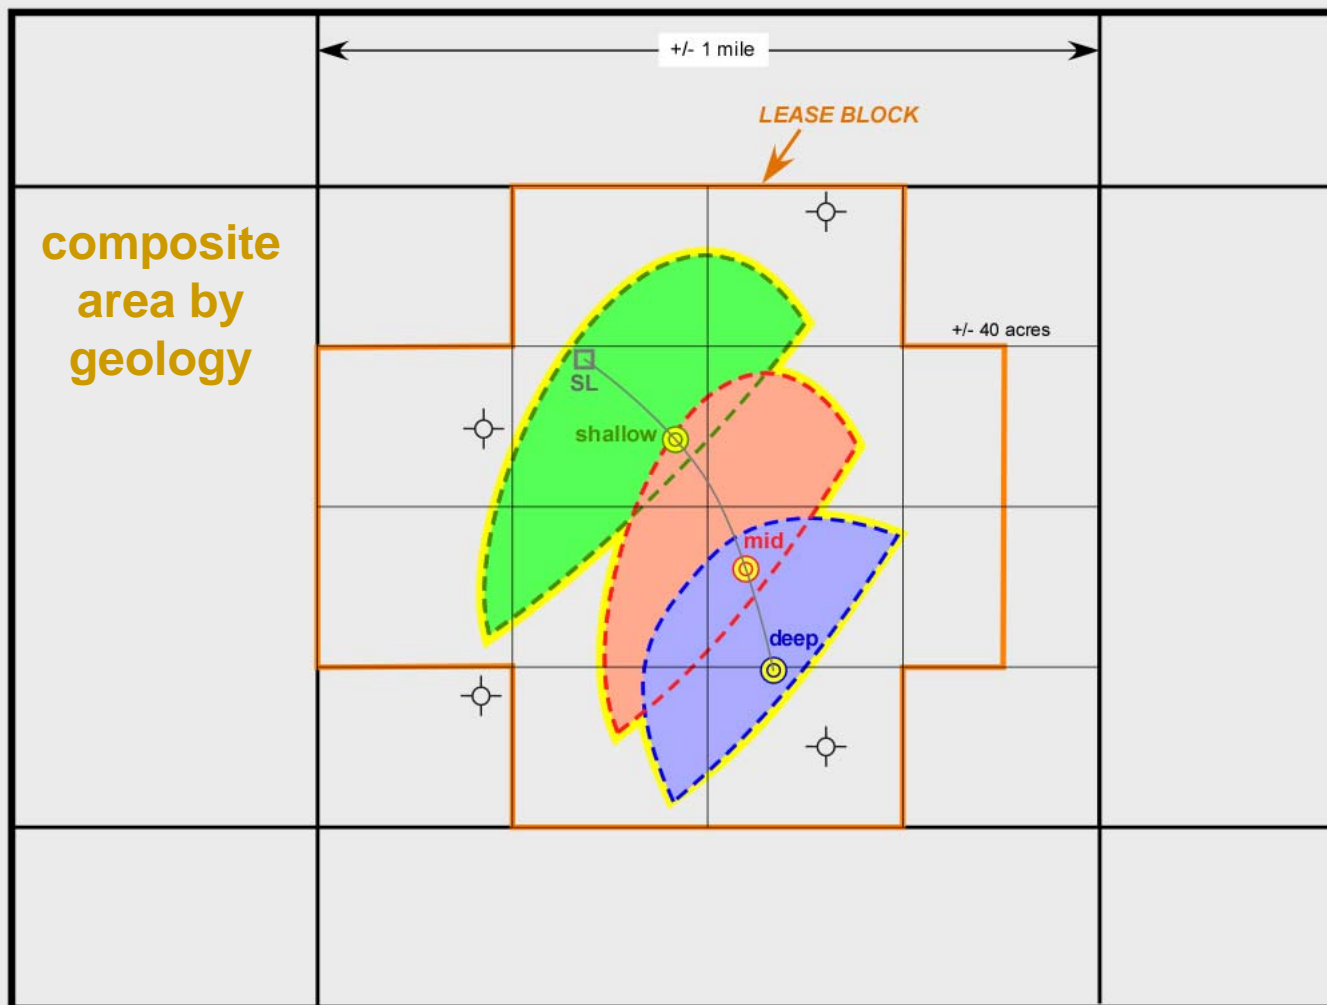 +/- 1 mile
LEASE BLOCK
composite
area by
geology
+/- 40 acres
SL
shallow
mid
deep